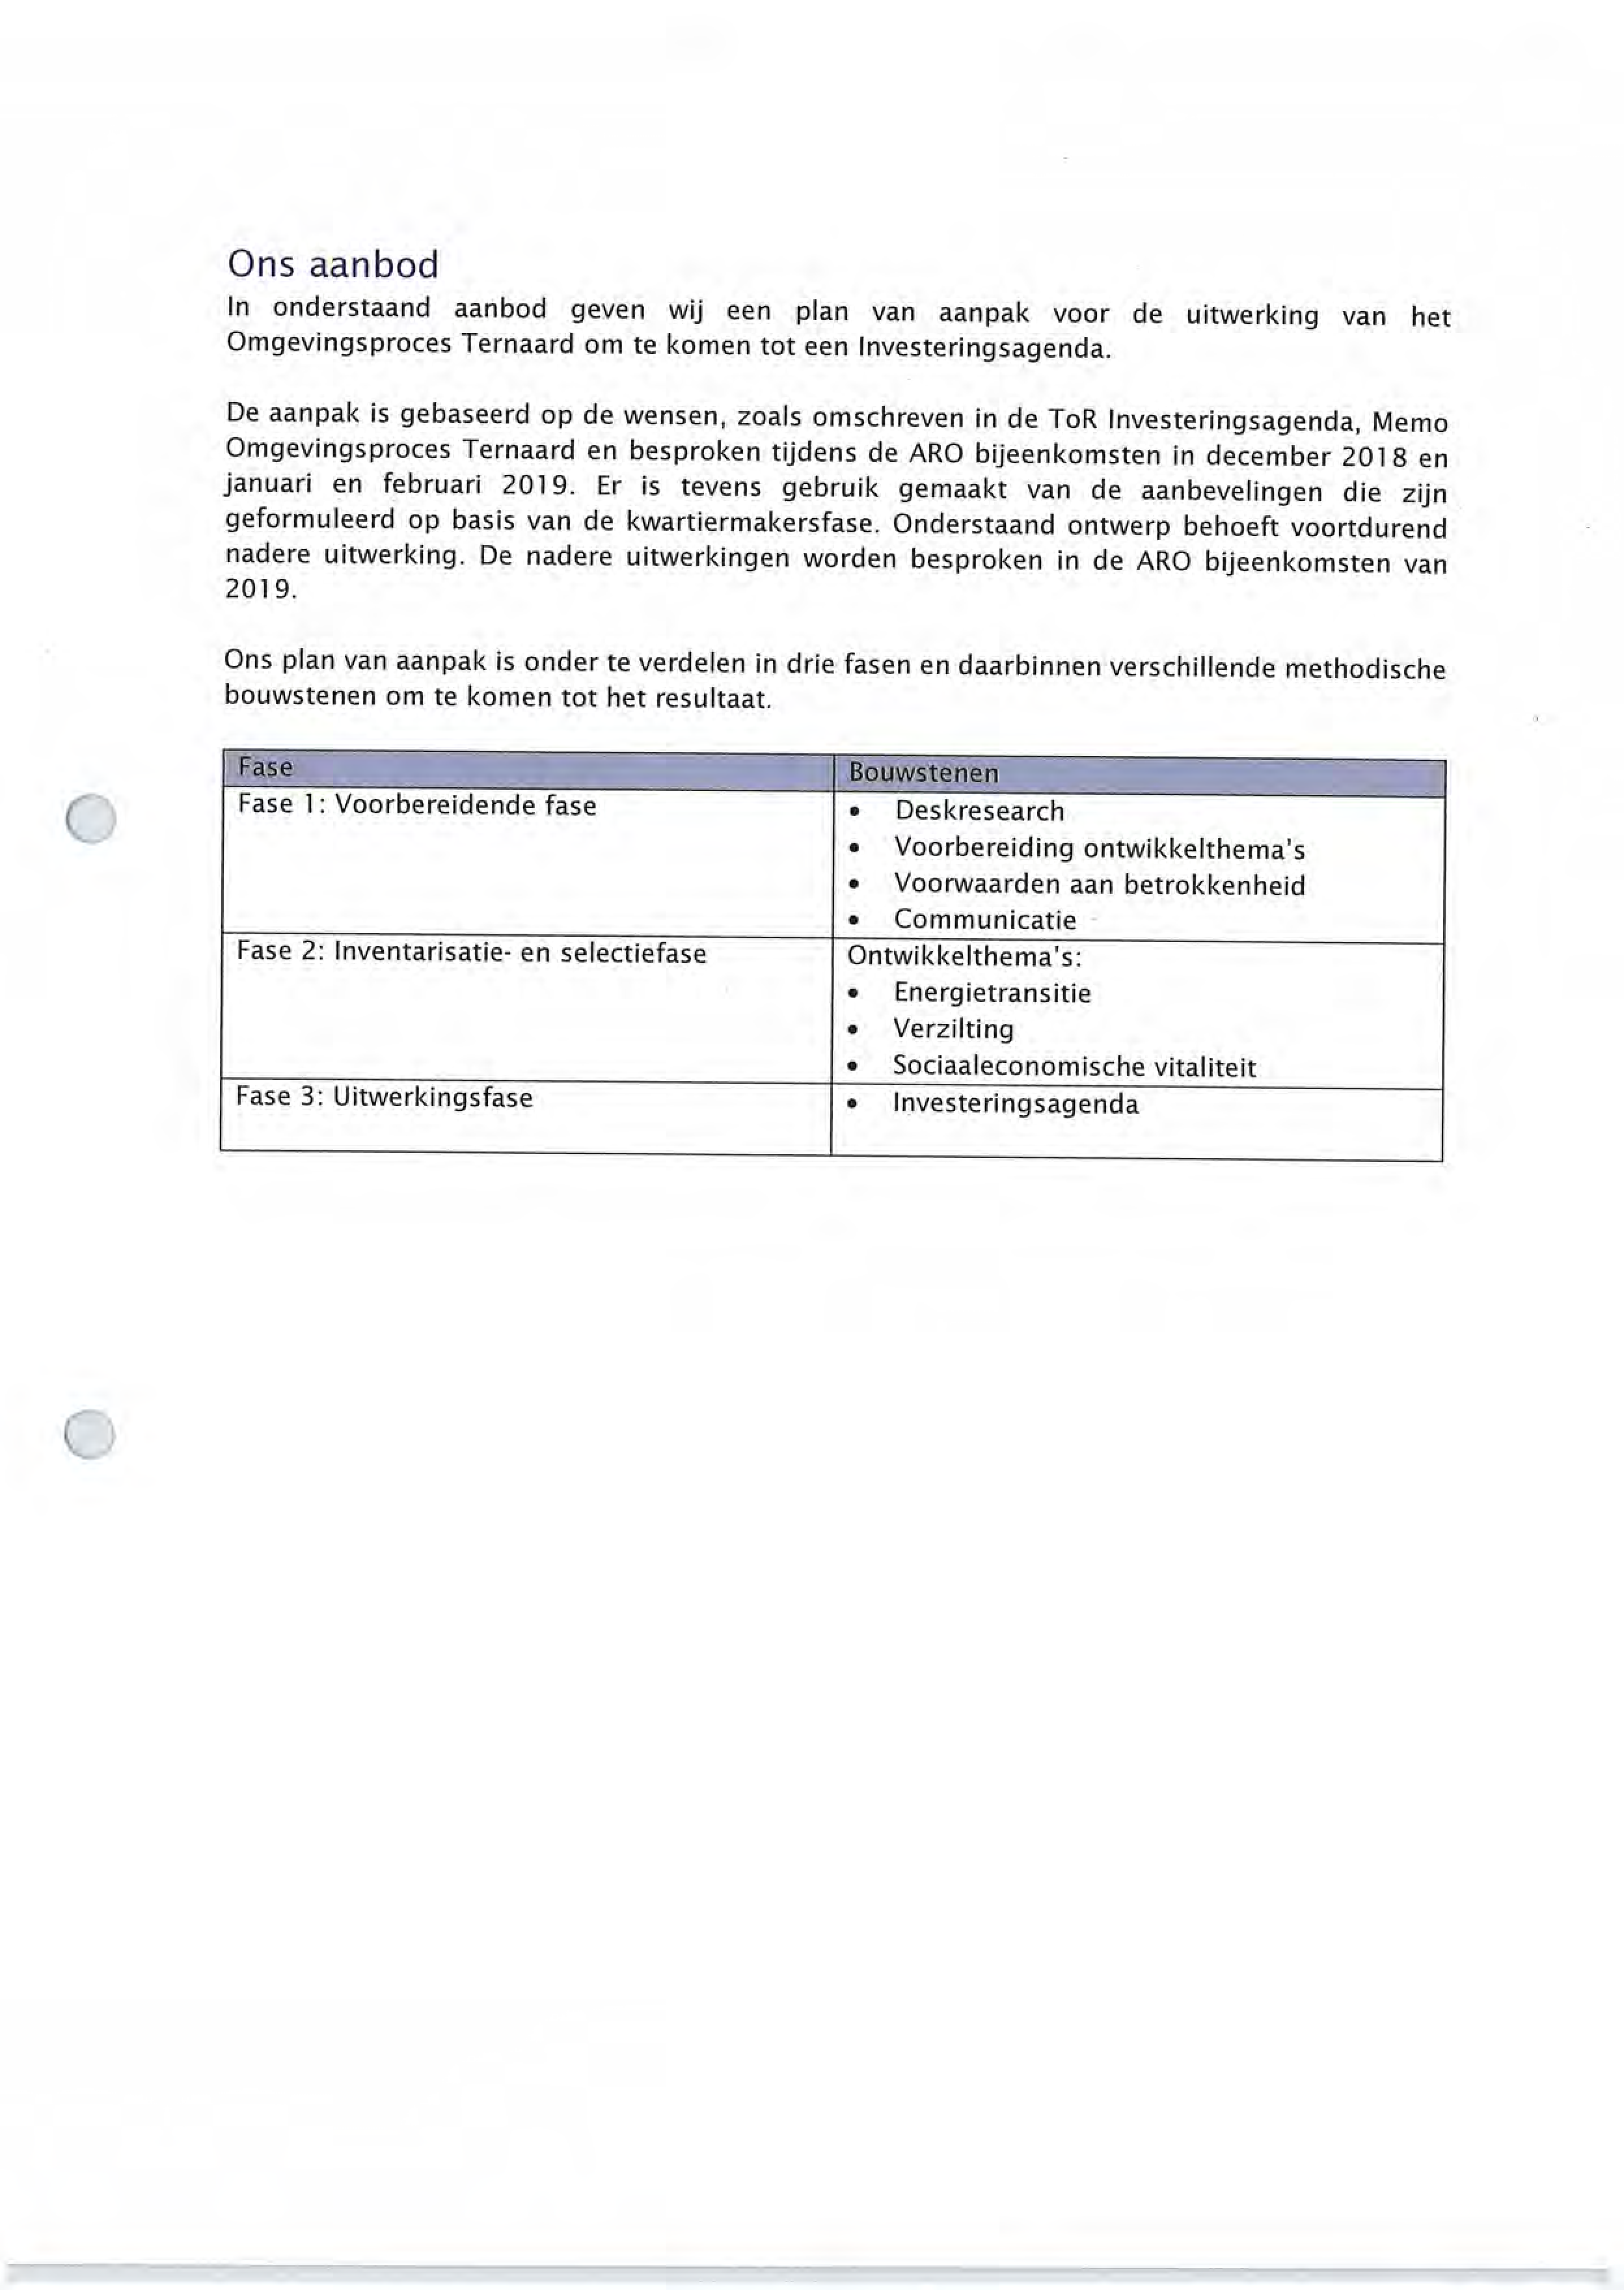 Ons aanbod
In onderstaand aanbod geven wij een plan van aanpak voor de uitwerking van het
Omgevingsproces Ternaard om te komen tot een Investeringsagenda.
De aanpak is gebaseerd op de wensen, zoals omschreven in de ToR Investeringsagenda, Memo
Omgevingsproces Ternaard en besproken tijdens de ARO bijeenkomsten in december 2018 en
januari en februari 2019. Er is tevens gebruik gemaakt van de aanbevelingen die zijn
geformuleerd op basis van de kwartiermakersfase. Onderstaand ontwerp behoeft voortdurend
nadere uitwerking. De nadere uitwerkingen worden besproken in de ARO bijeenkomsten van
2019.
Ons plan van aanpak is onder te verdelen in drie fasen en daarbinnen verschillende methodische
bouwstenen om te komen tot het resultaat.
Fase
Bouwstenen
Fase 1: Voorbereidende fase
• Deskresearch
• Voorbereiding ontwikkelthema's
• Voorwaarden aan betrokkenheid
• Communicatie
Fase 2: Inventarisatie- en selectiefase
Ontwikkelthema's:
• Energietransitie
• Verzilting
• Sociaaleconomische vitaliteit
Fase 3: Uitwerkingsfase
• Investeringsagenda